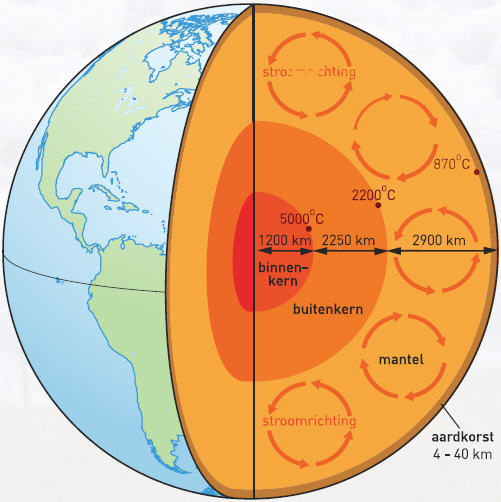 stroomrichting
870°C
2200°C
5000°C
1200 km
2250 km
2900 km
binnen-
kern
buitenkern
mantel
stroomrichting
aardkorst
4 - 40 km